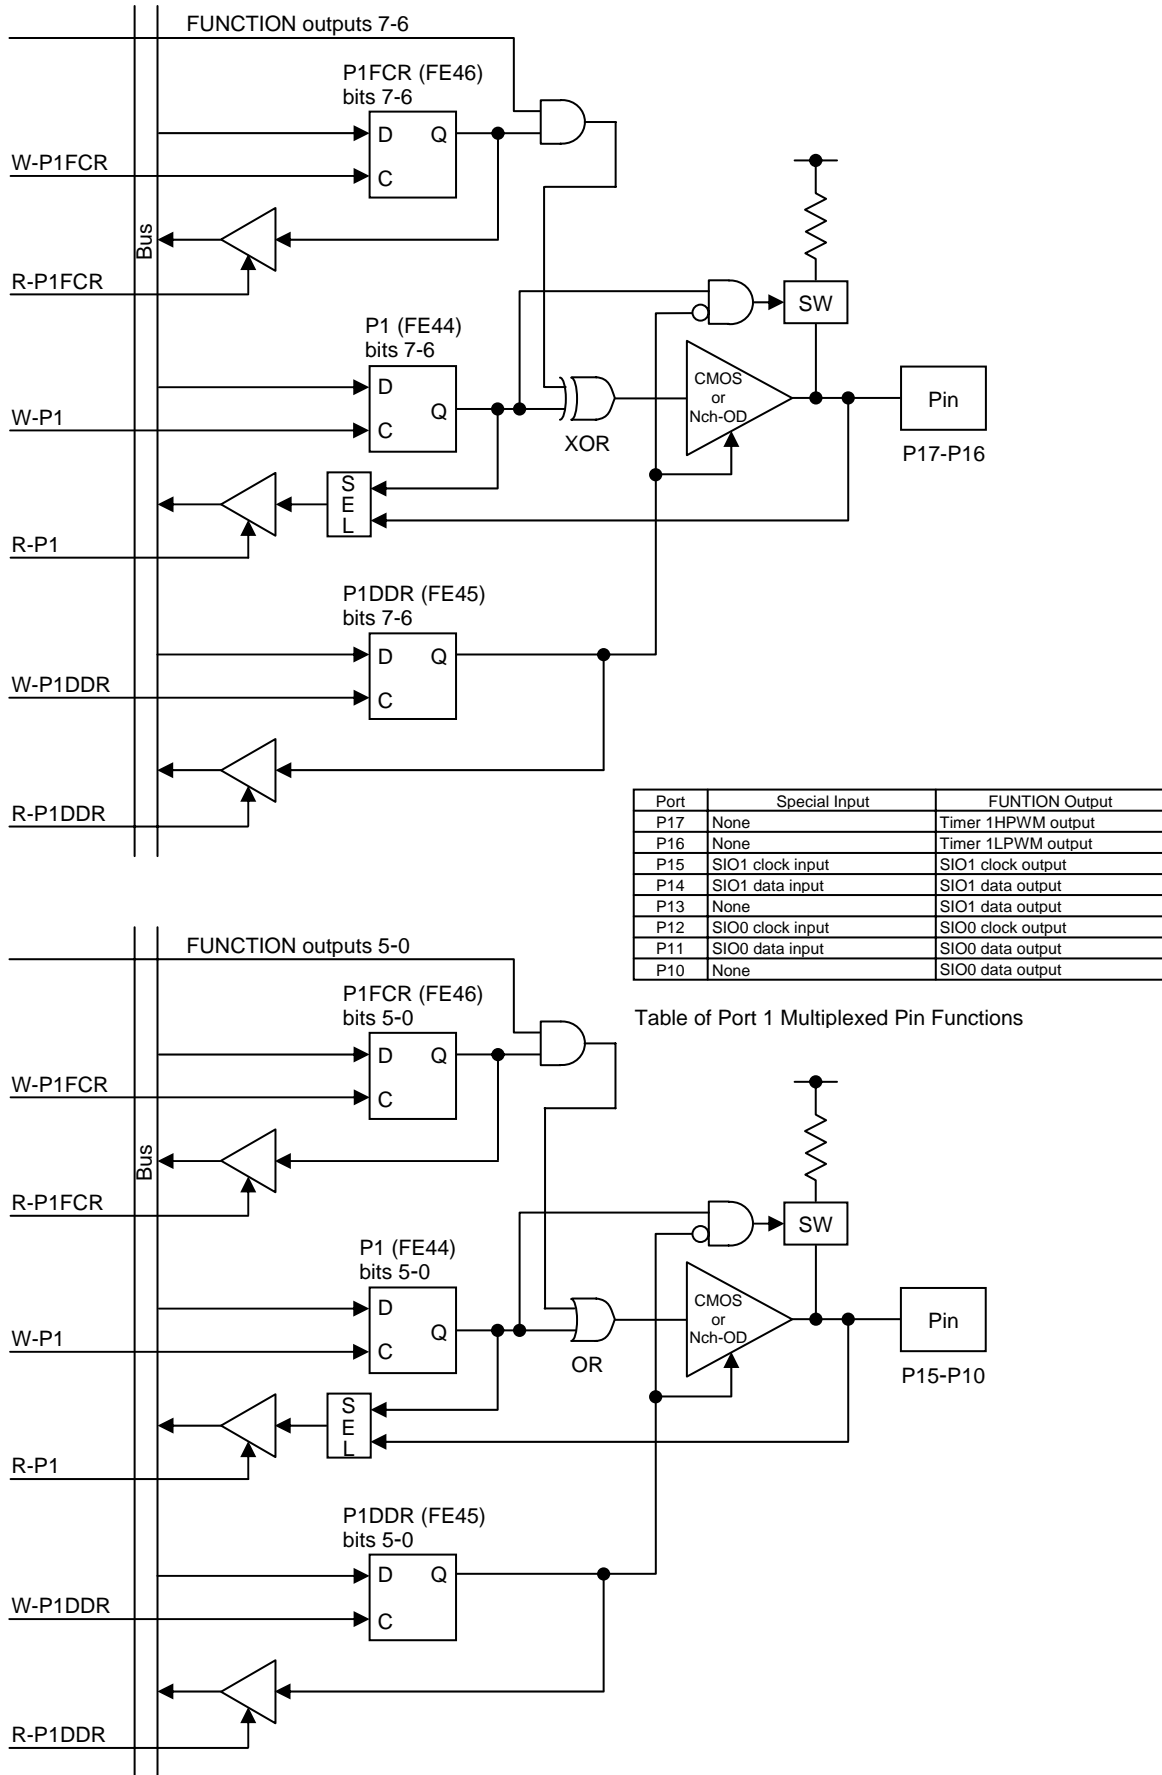 FUNCTION outputs 7-6
P1FCR (FE46)
bits 7-6
D Q
C
W-P1FCR
Bus
R-P1FCR
SW
P1 (FE44)
bits 7-6
D
Q
C
W-P1
XOR
CMOS
or
Nch-OD
Pin
P17-P16
S
E
L
R-P1
P1DDR (FE45)
bits 7-6
D Q
C
W-P1DDR
R-P1DDR
Port Special Input FUNTION Output
P17 None Timer 1HPWM output
P16 None Timer 1LPWM output
P15 SIO1 clock input SIO1 clock output
P14 SIO1 data input SIO1 data output
P13 None SIO1 data output
P12 SIO0 clock input SIO0 clock output
P11 SIO0 data input SIO0 data output
P10 None SIO0 data output
Table of Port 1 Multiplexed Pin Functions
FUNCTION outputs 5-0
P1FCR (FE46)
bits 5-0
D Q
C
W-P1FCR
Bus
R-P1FCR
SW
P1 (FE44)
bits 5-0
D
Q
C
W-P1
OR
CMOS
or
Nch-OD
Pin
P15-P10
S
E
L
R-P1
P1DDR (FE45)
bits 5-0
D Q
C
W-P1DDR
R-P1DDR